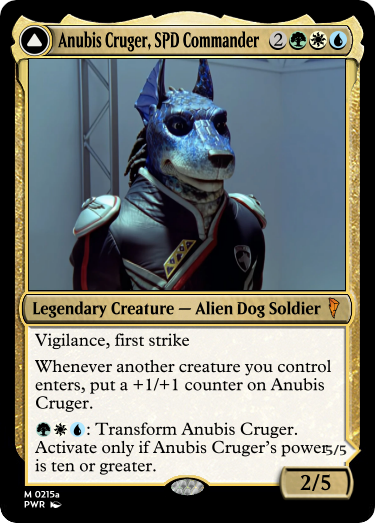 Anubis Cruger, SPD Commander 2
Legendary Creature — Alien Dog Soldier
Vigilance, first strike
Whenever another creature you control
enters, put a +1/+1 counter on Anubis
Cruger.
: Transform Anubis Cruger.
Activate only if Anubis Cruger's power
is ten or greater.
5/5
2/5
M 0215a
PWR